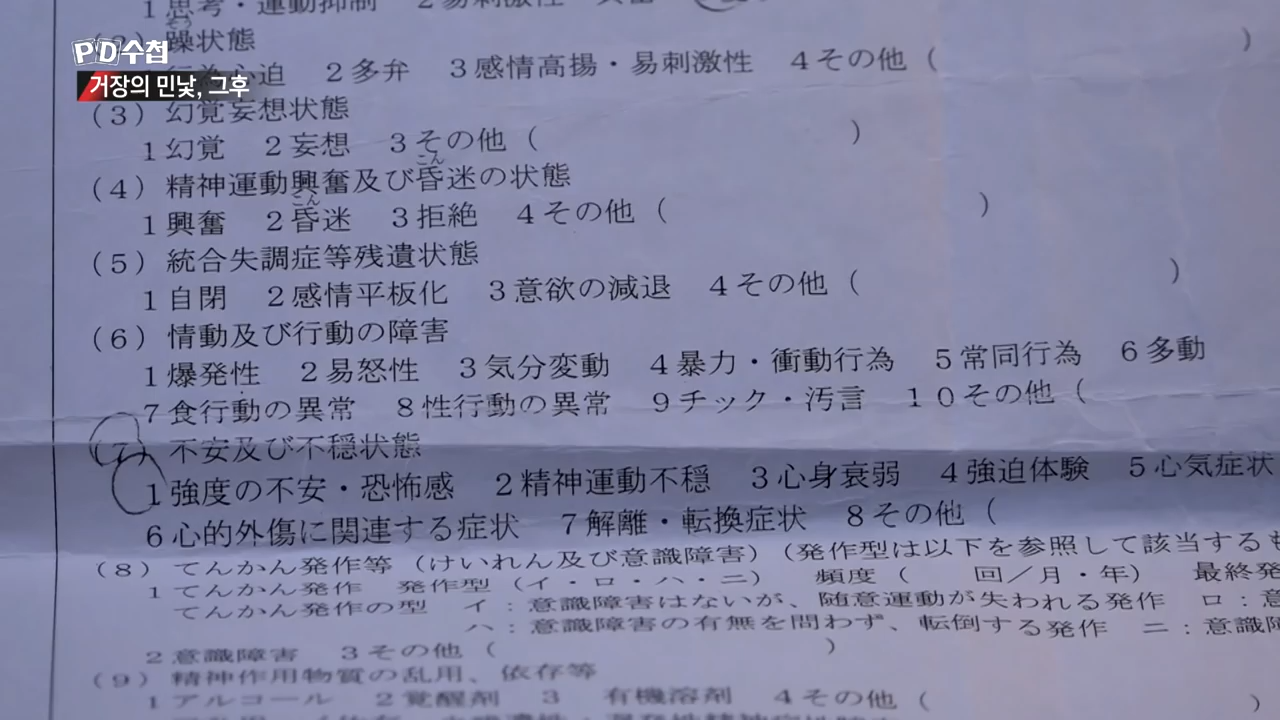 1思考・運動抑制　2易刺激性
PD수첩
거장의 민낯, 그후
躁状態
そう
2多弁　3感情高揚・易刺激性　4その他（　）
（3）幻覚妄想状態
1幻覚　2妄想　3その他（　）
（4）精神運動興奮及び昏迷の状態
こん
1興奮　2昏迷　3拒絶　4その他（　）
こん
（5）統合失調症等残遺状態
1自閉　2感情平板化　3意欲の減退　4その他（　）
（6）情動及び行動の障害
1爆発性　2易怒性　3気分変動　4暴力・衝動行為　5常同行為　6多動
7食行動の異常　8性行動の異常　9チック・汚言　10その他（
（7）不安及び不穏状態
1強度の不安・恐怖感　2精神運動不穏　3心身衰弱　4強迫体験　5心気症状
6心的外傷に関連する症状　7解離・転換症状　8その他（
（8）てんかん発作等（けいれん及び意識障害）（発作型は以下を参照して該当するも
1てんかん発作　発作型（イ・ロ・ハ・ニ）　頻度（　回／月・年）　最終発
てんかん発作の型　イ：意識障害はないが、随意運動が失われる発作　ロ：意
ハ：意識障害の有無を問わず、転倒する発作　ニ：意識障
2意識障害　3その他（　）
（9）精神作用物質の乱用、依存等
1アルコール　2覚醒剤　3　有機溶剤　4その他（　）